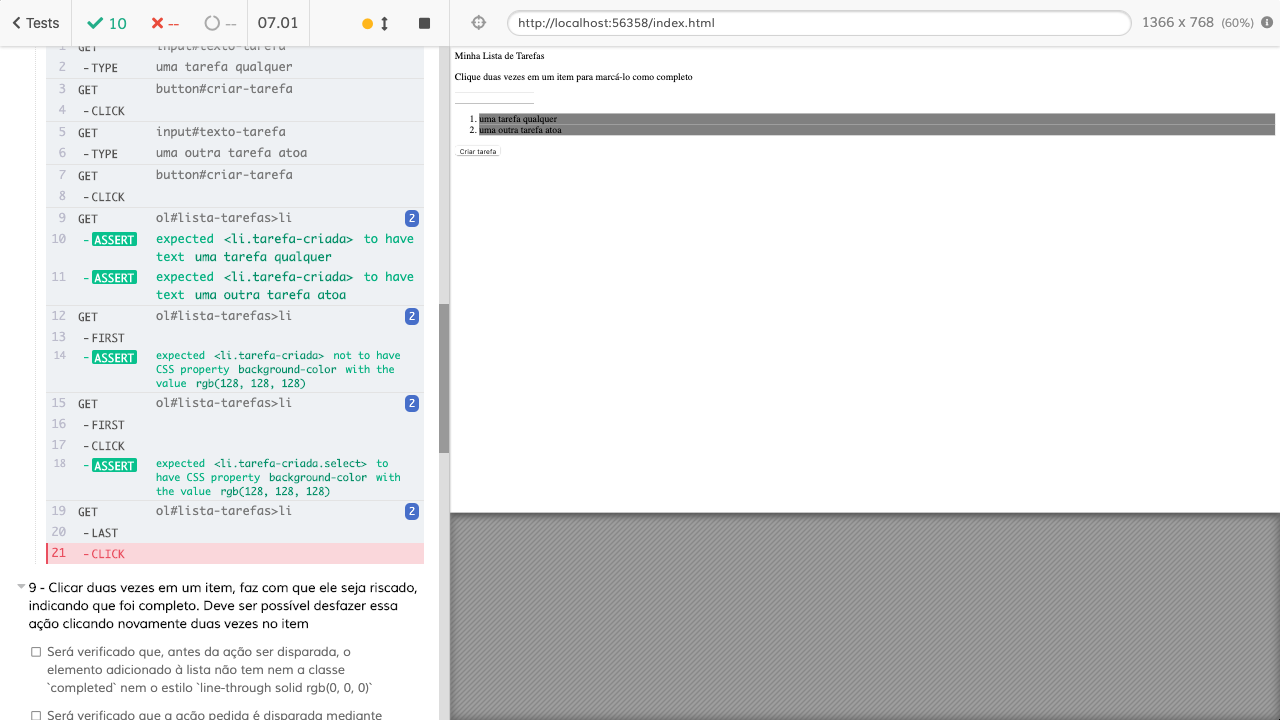 Tests
10
--
--
07.01
http://localhost:56358/index.html
1366 x 768 (60%)
1 GET input#texto-tarefa
2 -TYPE uma tarefa qualquer
3 GET button#criar-tarefa
4 -CLICK
5 GET input#texto-tarefa
6 -TYPE uma outra tarefa atoa
7 GET button#criar-tarefa
8 -CLICK
9 GET ol#lista-tarefas>li 2
10 -ASSERT expected <li.tarefa-criada> to have
text uma tarefa qualquer
11 -ASSERT expected <li.tarefa-criada> to have
text uma outra tarefa atoa
12 GET ol#lista-tarefas>li 2
13 -FIRST
14 -ASSERT expected <li.tarefa-criada> not to have
CSS property background-color with the
value rgb(128, 128, 128)
15 GET ol#lista-tarefas>li 2
16 -FIRST
17 -CLICK
18 -ASSERT expected <li.tarefa-criada.select> to
have CSS property background-color with
the value rgb(128, 128, 128)
19 GET ol#lista-tarefas>li 2
20 -LAST
21 -CLICK
9 - Clicar duas vezes em um item, faz com que ele seja riscado,
indicando que foi completo. Deve ser possível desfazer essa
ação clicando novamente duas vezes no item
Será verificado que, antes da ação ser disparada, o
elemento adicionado à lista não tem nem a classe
`completed` nem o estilo `line-through solid rgb(0, 0, 0)`
Será verificado que a ação pedida é disparada mediante
Minha Lista de Tarefas
Clique duas vezes em um item para marcá-lo como completo
1. uma tarefa qualquer
2. uma outra tarefa atoa
Criar tarefa